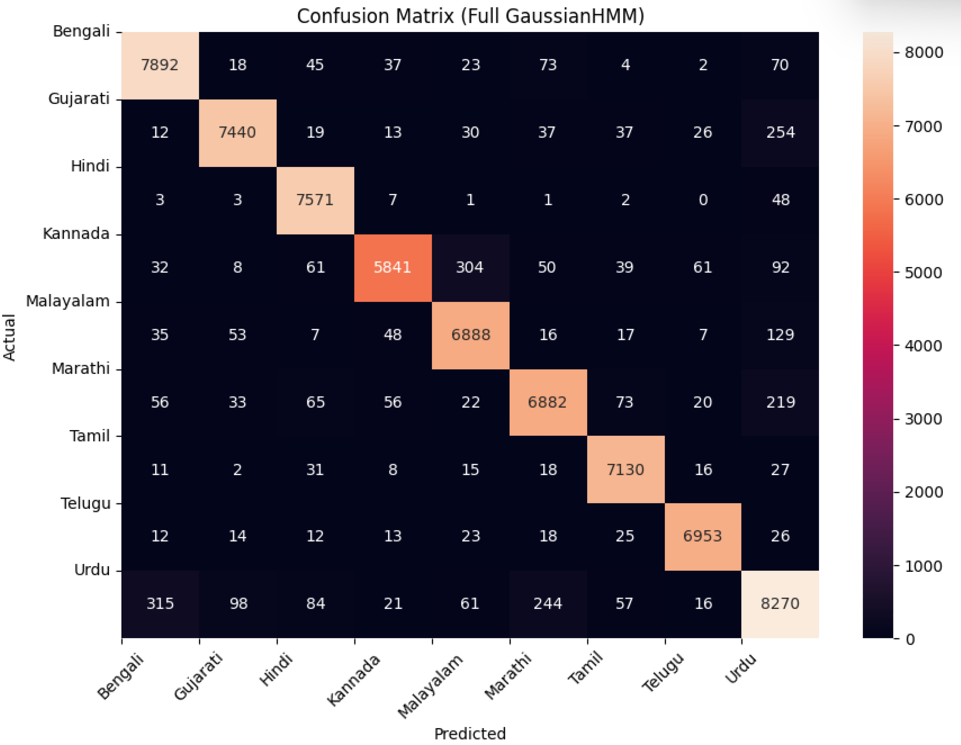 Confusion Matrix (Full GaussianHMM)
Bengali
7892 18 45 37 23 73 4 2 70
Gujarati
12 7440 19 13 30 37 37 26 254
Hindi
3 3 7571 7 1 1 2 0 48
Kannada
32 8 61 5841 304 50 39 61 92
Malayalam
35 53 7 48 6888 16 17 7 129
Marathi
56 33 65 56 22 6882 73 20 219
Tamil
11 2 31 8 15 18 7130 16 27
Telugu
12 14 12 13 23 18 25 6953 26
Urdu
315 98 84 21 61 244 57 16 8270
Actual
Bengali Gujarati Hindi Kannada Malayalam Marathi Tamil Telugu Urdu
Predicted
8000
7000
6000
5000
4000
3000
2000
1000
0